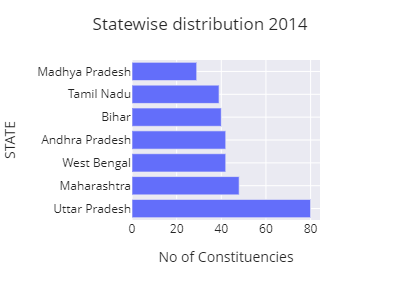 Statewise distribution 2014
STATE
Madhya Pradesh
Tamil Nadu
Bihar
Andhra Pradesh
West Bengal
Maharashtra
Uttar Pradesh
0 20 40 60 80
No of Constituencies